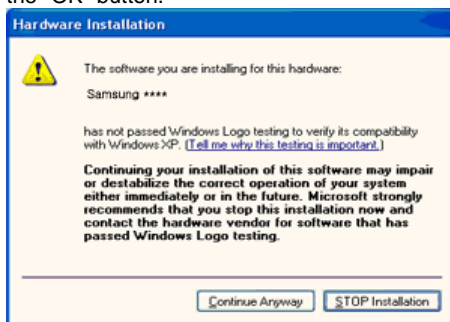 the "OK" button.
Hardware Installation
The software you are installing for this hardware:
Samsung ****
has not passed Windows Logo testing to verify its compatibility
with Windows XP. (Tell me why this testing is important.)
Continuing your installation of this software may impair
or destabilize the correct operation of your system
either immediately or in the future. Microsoft strongly
recommends that you stop this installation now and
contact the hardware vendor for software that has
passed Windows Logo testing.
Continue Anyway STOP Installation